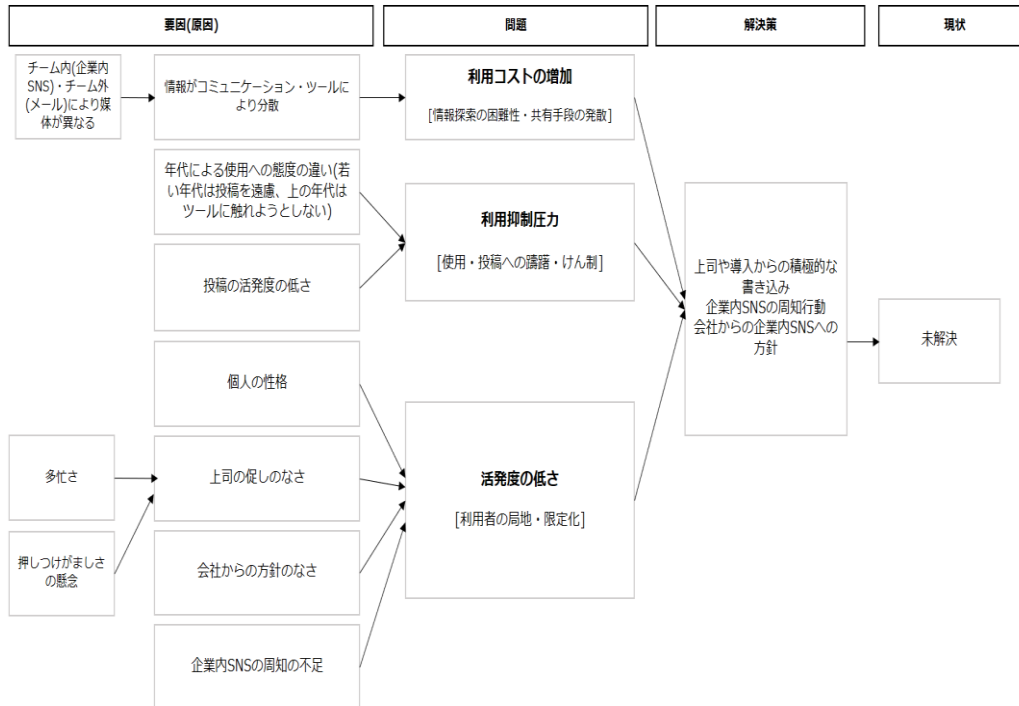 要因(原因)
問題
解決策
現状
チーム内(企業内
SNS)・チーム外
(メール)により媒
体が異なる
情報がコミュニケーション・ツールに
より分散
利用コストの増加
[情報探索の困難性・共有手段の発散]
年代による使用への態度の違い(若
い年代は投稿を遠慮、上の年代は
ツールに触れようとしない)
投稿の活発度の低さ
利用抑制圧力
[使用・投稿への躊躇・けん制]
個人の性格
多忙さ
上司の促しのなさ
押しつけがましさ
の懸念
会社からの方針のなさ
企業内SNSの周知の不足
活発度の低さ
[利用者の局地・限定化]
上司や導入からの積極的な
書き込み
企業内SNSの周知行動
会社からの企業内SNSへの
方針
未解決